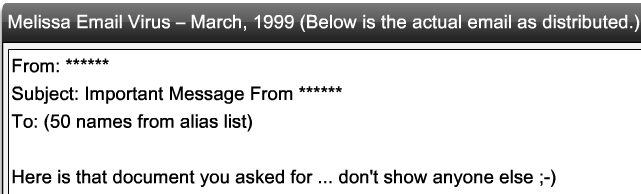 Melissa Email Virus – March, 1999 (Below is the actual email as distributed.)
From: ******
Subject: Important Message From ******
To: (50 names from alias list)
Here is that document you asked for ... don't show anyone else ;-)